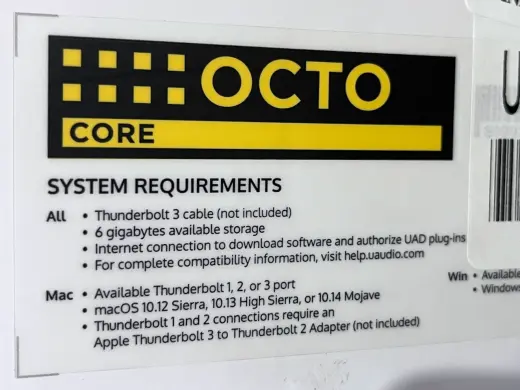 OCTO
CORE
SYSTEM REQUIREMENTS
All • Thunderbolt 3 cable (not included)
• 6 gigabytes available storage
• Internet connection to download software and authorize UAD plug-ins
• For complete compatibility information, visit help.uaudio.com
Mac • Available Thunderbolt 1, 2, or 3 port
• macOS 10.12 Sierra, 10.13 High Sierra, or 10.14 Mojave
• Thunderbolt 1 and 2 connections require an
Apple Thunderbolt 3 to Thunderbolt 2 Adapter (not included)
Win • Available
• Windows
U